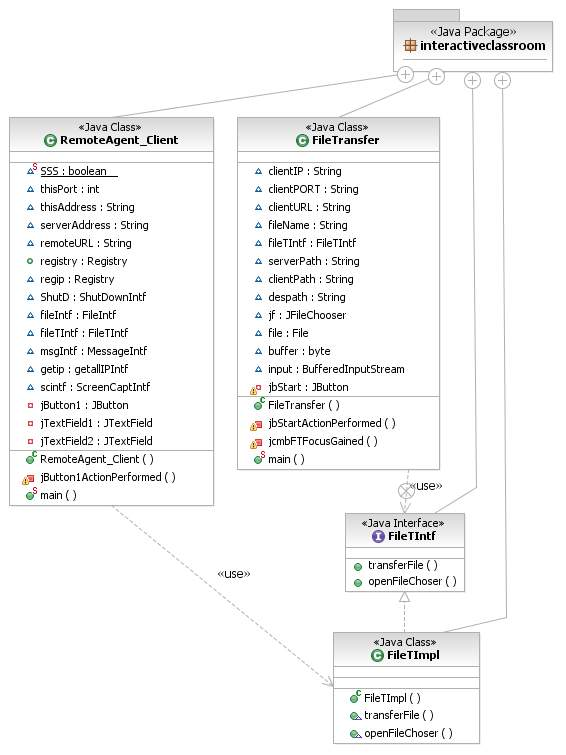 «Java Package»
interactiveclassroom
«Java Class»
RemoteAgent_Client
SSS : boolean
thisPort : int
thisAddress : String
serverAddress : String
remoteURL : String
registry : Registry
regip : Registry
ShutD : ShutDownIntf
fileIntf : FileIntf
fileTIntf : FileTIntf
msgIntf : MessageIntf
getip : getallIPIntf
scintf : ScreenCaptIntf
jButton1 : JButton
jTextField1 : JTextField
jTextField2 : JTextField
RemoteAgent_Client ( )
jButton1ActionPerformed ( )
main ( )
«Java Class»
FileTransfer
clientIP : String
clientPORT : String
clientURL : String
fileName : String
fileTIntf : FileTIntf
serverPath : String
clientPath : String
despath : String
jf : JFileChooser
file : File
buffer : byte
input : BufferedInputStream
jbStart : JButton
FileTransfer ( )
jbStartActionPerformed ( )
jcmbFTFocusGained ( )
main ( )
«use»
«Java Interface»
FileTIntf
transferFile ( )
openFileChoser ( )
«use»
«Java Class»
FileTImpl
FileTImpl ( )
transferFile ( )
openFileChoser ( )